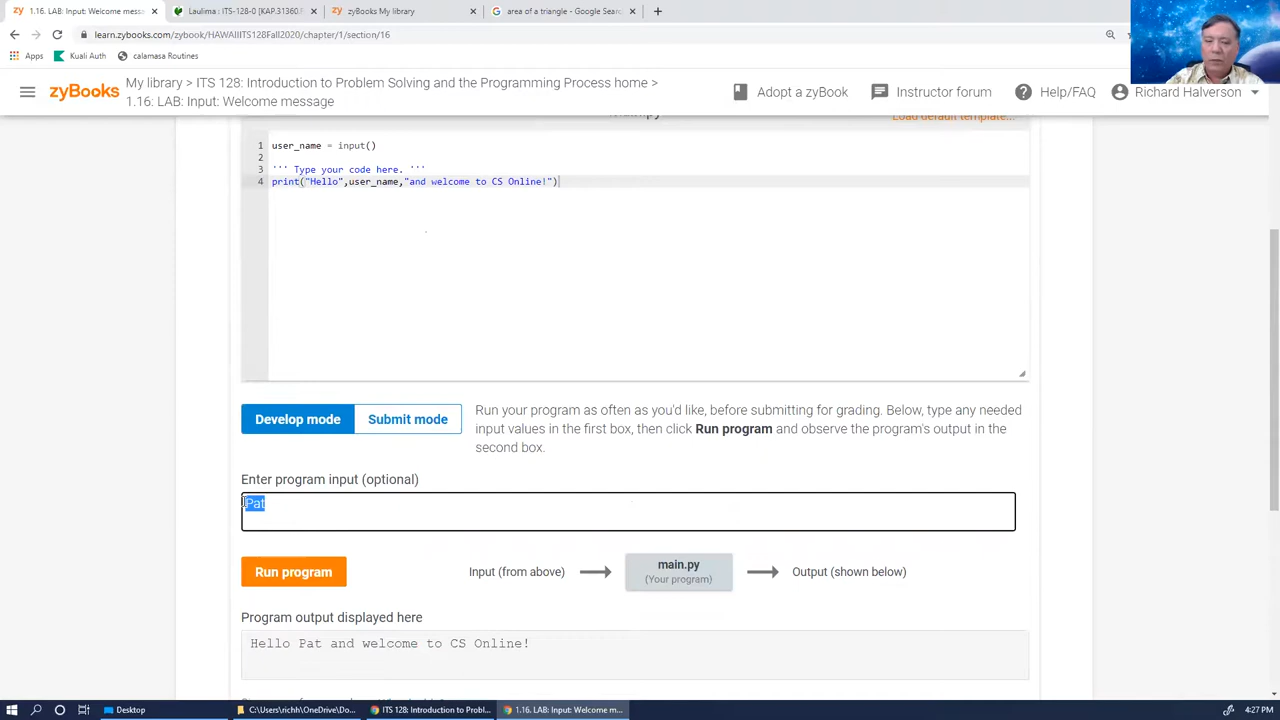 1.16. LAB: Input: Welcome messa
Laulima : ITS-128-0 [KAP.31360.F
zyBooks My library
area of a triangle - Google Sear
learn.zybooks.com/zybook/HAWAIIITS128Fall2020/chapter/1/section/16
Apps
Kuali Auth
calamasa Routines
zyBooks
My library > ITS 128: Introduction to Problem Solving and the Programming Process home >
1.16: LAB: Input: Welcome message
Adopt a zyBook
Instructor forum
Help/FAQ
Richard Halverson
Load default template...
1 user_name = input()
2
3 ''' Type your code here. '''
4 print("Hello",user_name,"and welcome to CS Online!")
Develop mode
Submit mode
Run your program as often as you'd like, before submitting for grading. Below, type any needed
input values in the first box, then click Run program and observe the program's output in the
second box.
Enter program input (optional)
Pat
Run program
Input (from above)
main.py
(Your program)
Output (shown below)
Program output displayed here
Hello Pat and welcome to CS Online!
Desktop
C:\Users\richh\OneDrive\Do...
ITS 128: Introduction to Probl...
1.16. LAB: Input: Welcome m...
4:27 PM